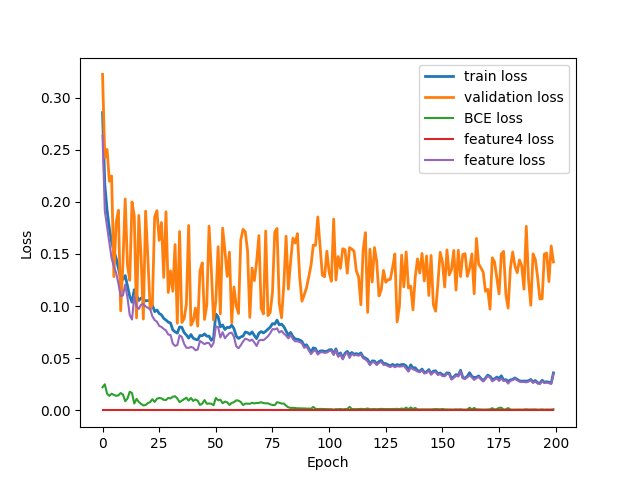 train loss
validation loss
BCE loss
feature4 loss
feature loss
0.30
0.25
0.20
0.15
0.10
0.05
0.00
Loss
0 25 50 75 100 125 150 175 200
Epoch